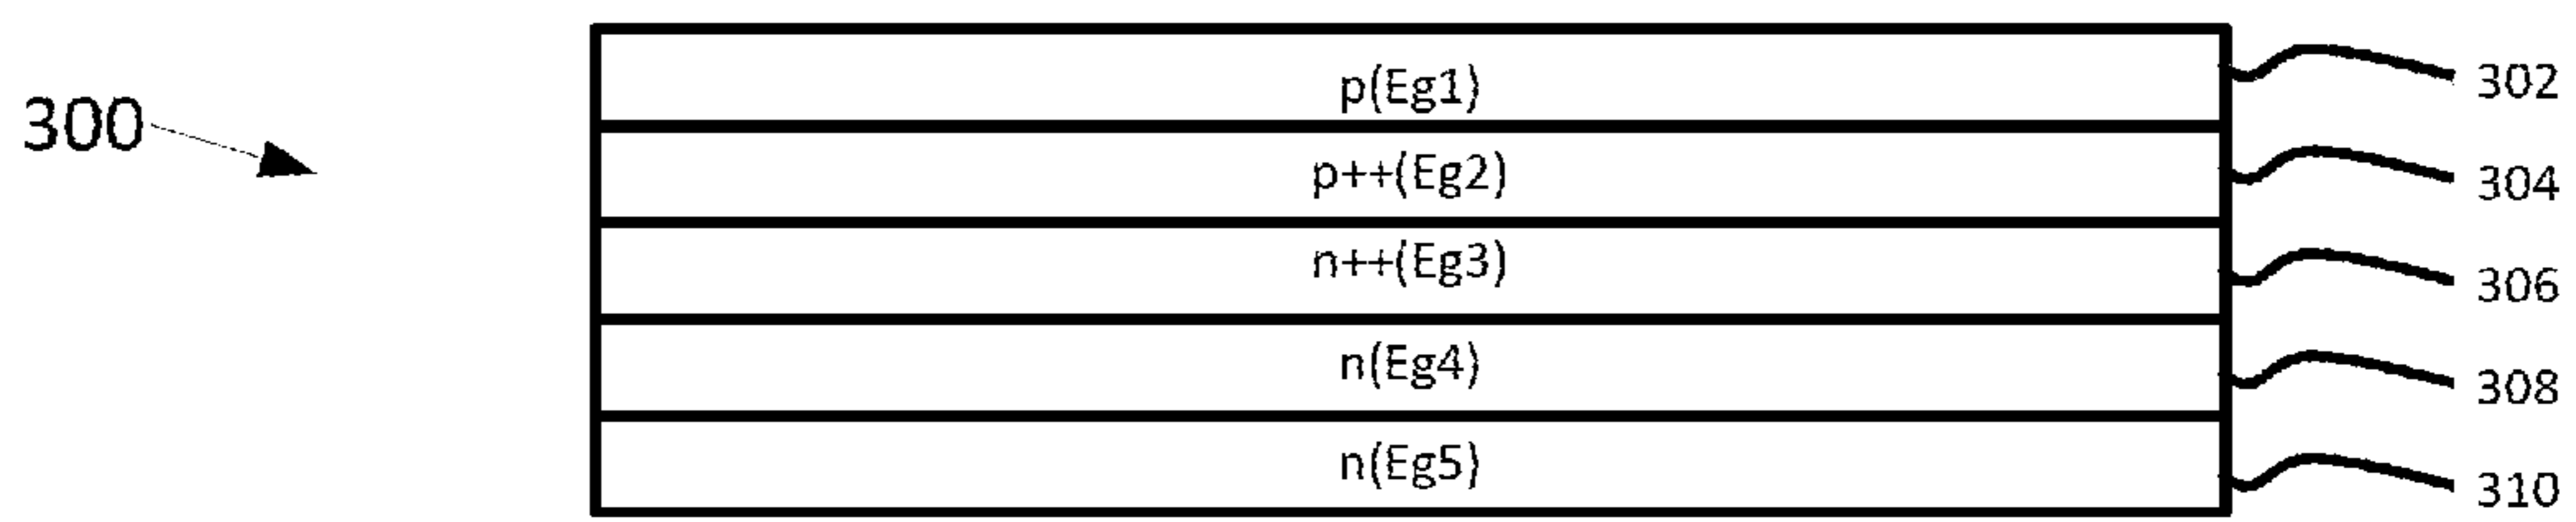 300
p(Eg1) 302
p++(Eg2) 304
n++(Eg3) 306
n(Eg4) 308
n(Eg5) 310